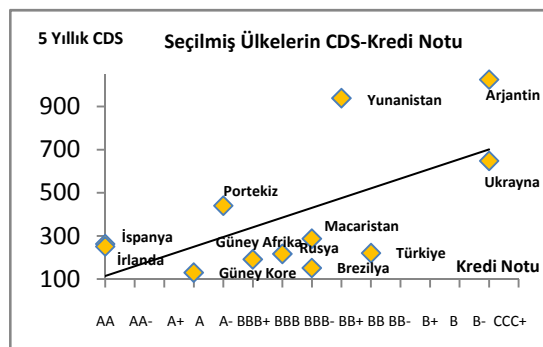 5 Yıllık CDS
Seçilmiş Ülkelerin CDS-Kredi Notu
900
Yunanistan
Arjantin
700
Ukrayna
500
Portekiz
Macaristan
300
İspanya
Güney Afrika
Rusya
Türkiye
İrlanda
Güney Kore
Brezilya
Kredi Notu
100
AA AA- A+ A A- BBB+ BBB BBB- BB+ BB BB- B+ B B- CCC+